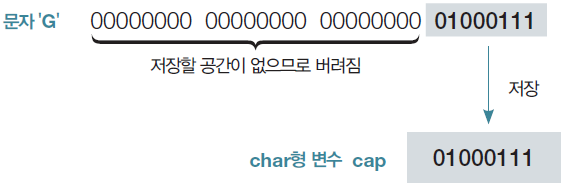 문자 'G' 00000000 00000000 00000000 01000111
저장할 공간이 없으므로 버려짐
저장
char형 변수 cap 01000111